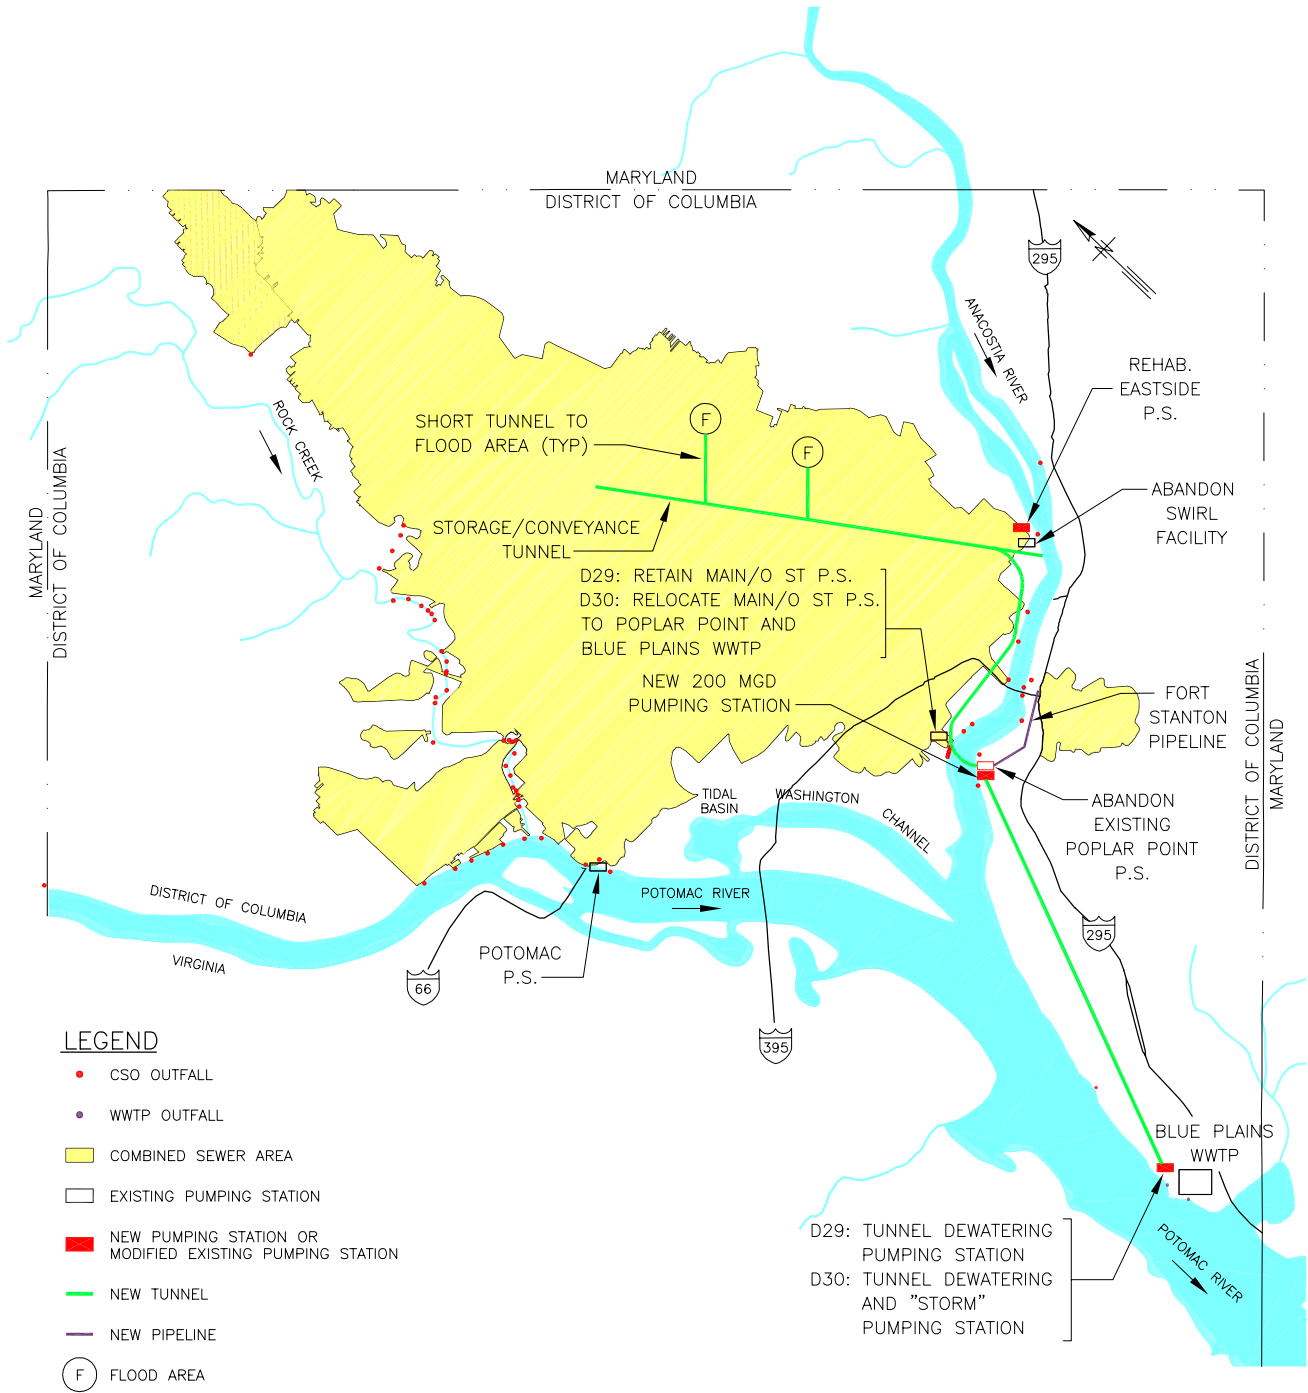 MARYLAND
DISTRICT OF COLUMBIA
295
ANACOSTIA RIVER
REHAB.
EASTSIDE
P.S.
ROCK CREEK
SHORT TUNNEL TO
FLOOD AREA (TYP)
F
F
MARYLAND
DISTRICT OF COLUMBIA
STORAGE/CONVEYANCE
TUNNEL
ABANDON
SWIRL
FACILITY
D29: RETAIN MAIN/O ST P.S.
D30: RELOCATE MAIN/O ST P.S.
TO POPLAR POINT AND
BLUE PLAINS WWTP
NEW 200 MGD
PUMPING STATION
FORT
STANTON
PIPELINE
DISTRICT OF COLUMBIA
MARYLAND
TIDAL
BASIN
WASHINGTON
CHANNEL
ABANDON
EXISTING
POPLAR POINT
P.S.
DISTRICT OF COLUMBIA
VIRGINIA
POTOMAC RIVER
POTOMAC
P.S.
66
295
395
LEGEND
CSO OUTFALL
WWTP OUTFALL
COMBINED SEWER AREA
EXISTING PUMPING STATION
NEW PUMPING STATION OR
MODIFIED EXISTING PUMPING STATION
NEW TUNNEL
NEW PIPELINE
F FLOOD AREA
BLUE PLAINS
WWTP
D29: TUNNEL DEWATERING
PUMPING STATION
D30: TUNNEL DEWATERING
AND "STORM"
PUMPING STATION
POTOMAC RIVER